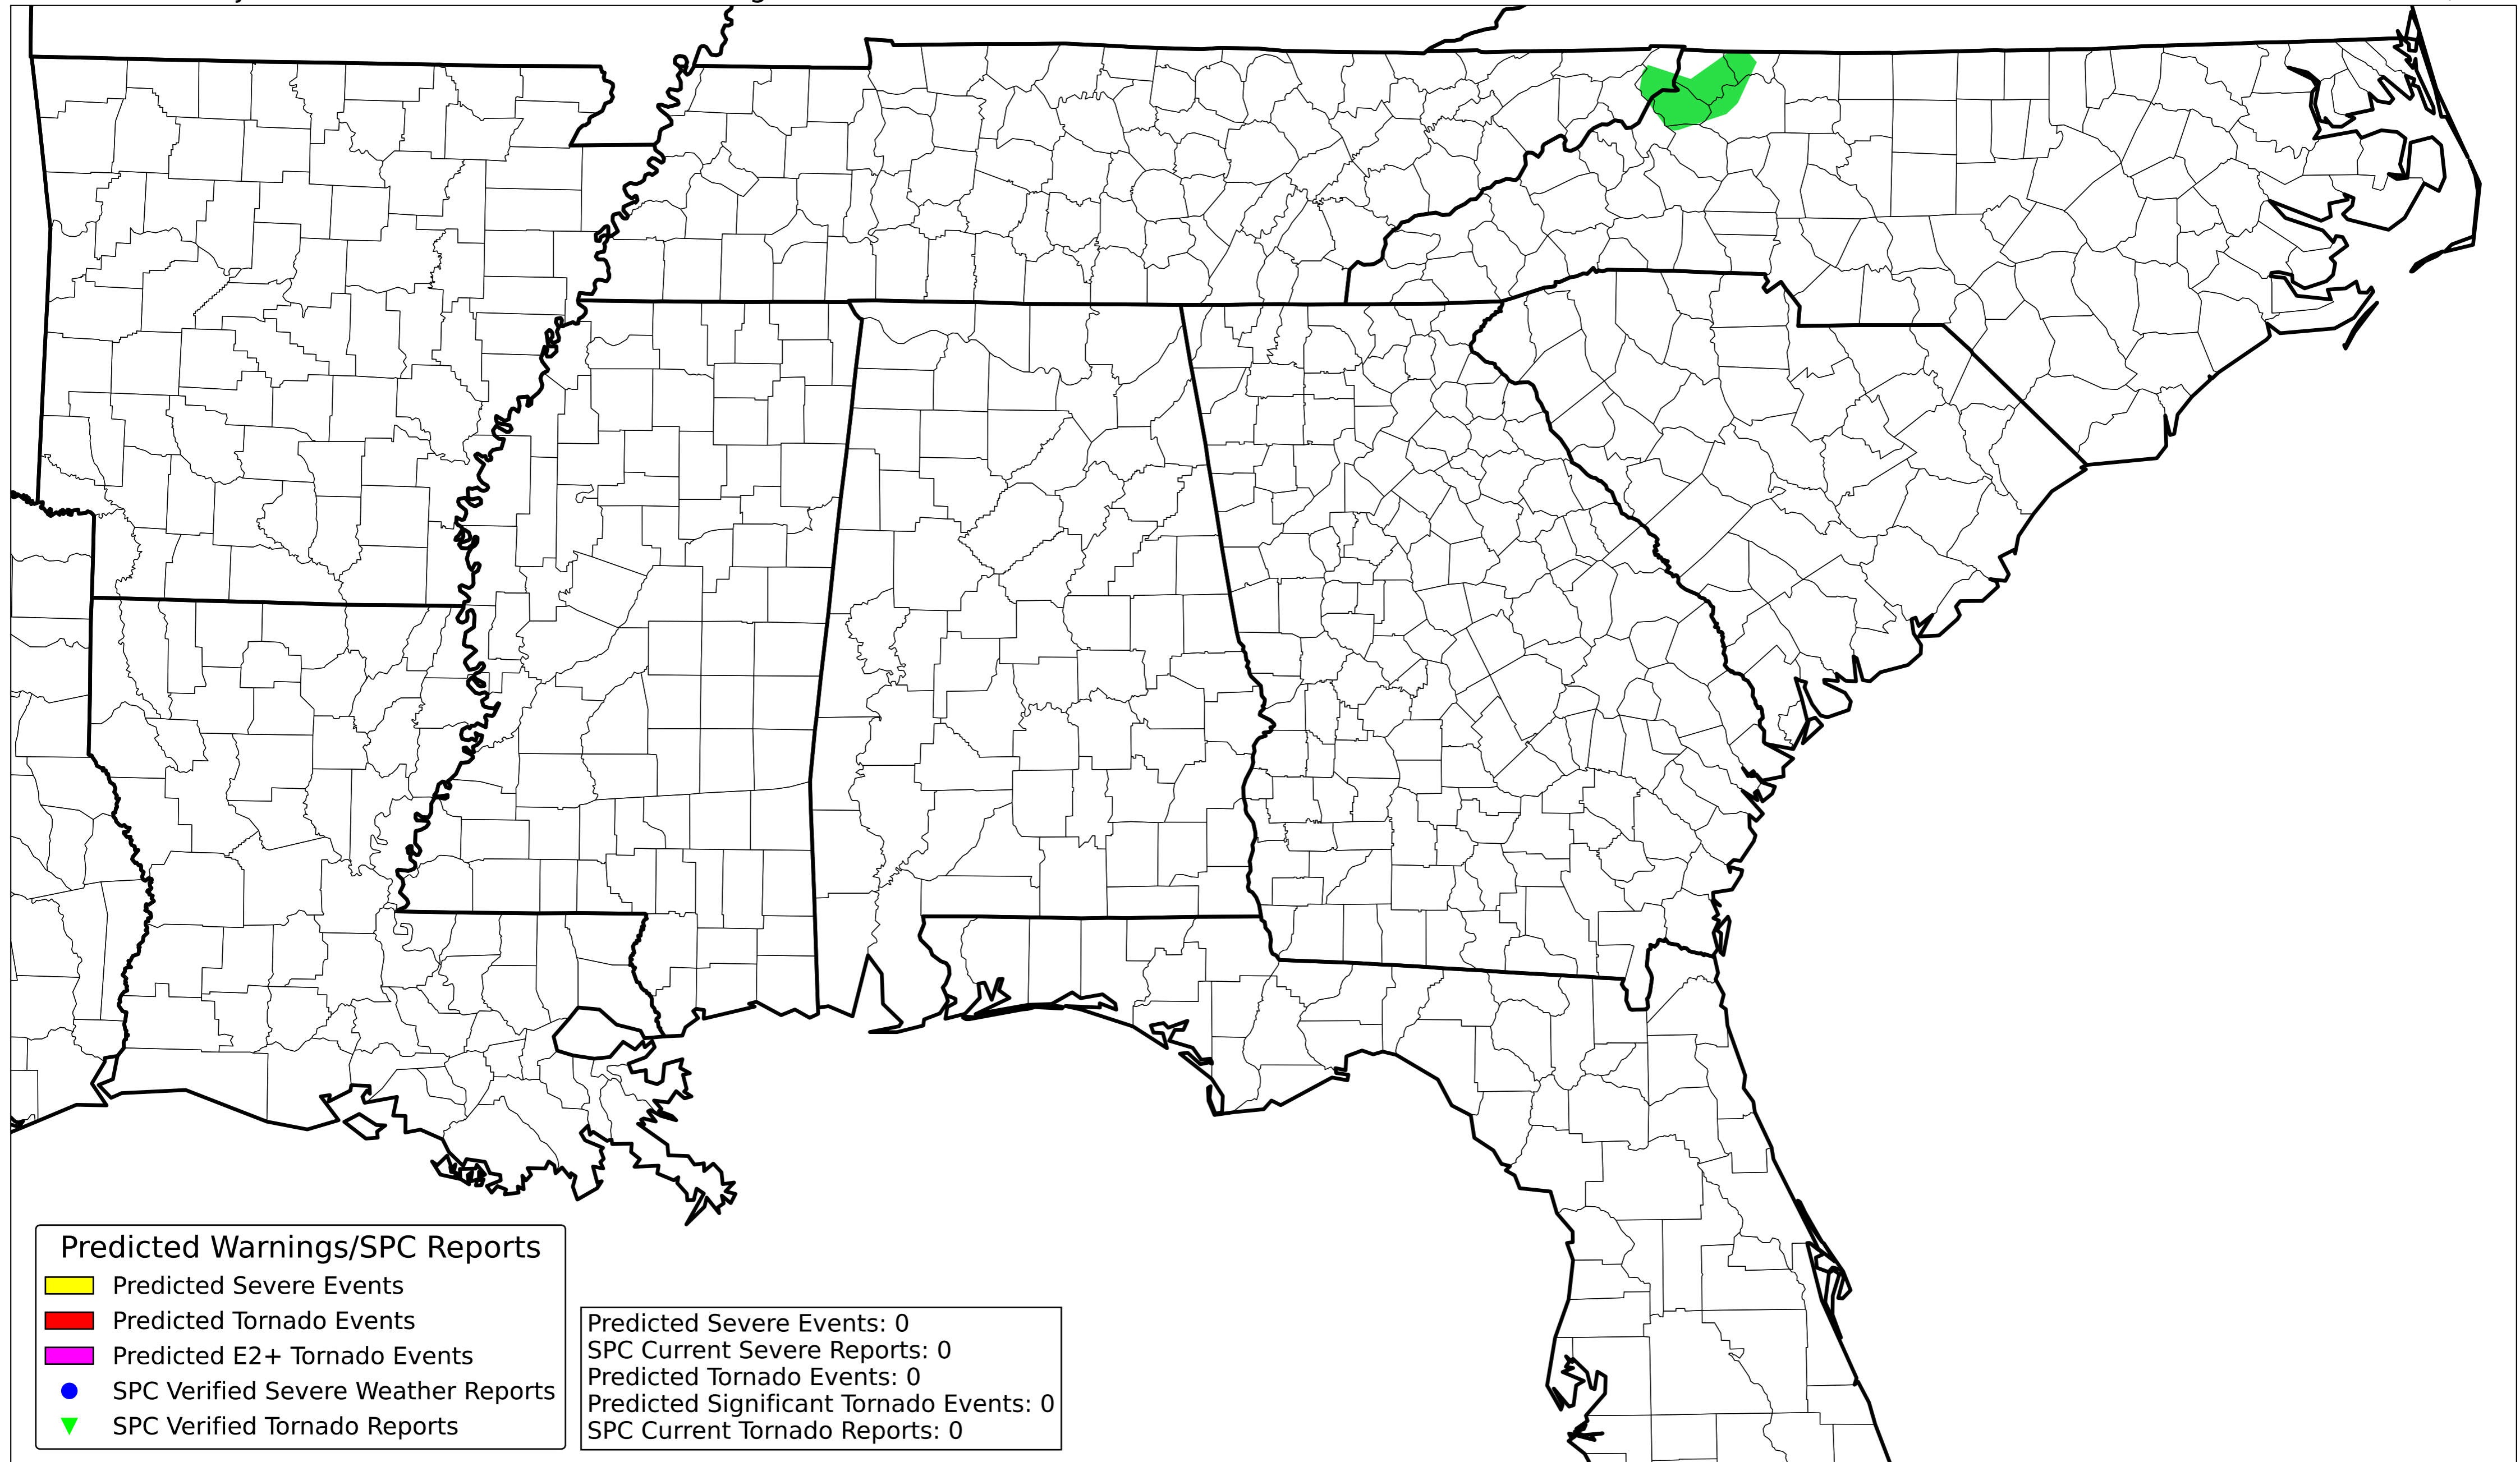 Predicted Warnings/SPC Reports
Predicted Severe Events
Predicted Tornado Events
Predicted E2+ Tornado Events
SPC Verified Severe Weather Reports
SPC Verified Tornado Reports
Predicted Severe Events: 0
SPC Current Severe Reports: 0
Predicted Tornado Events: 0
Predicted Significant Tornado Events: 0
SPC Current Tornado Reports: 0